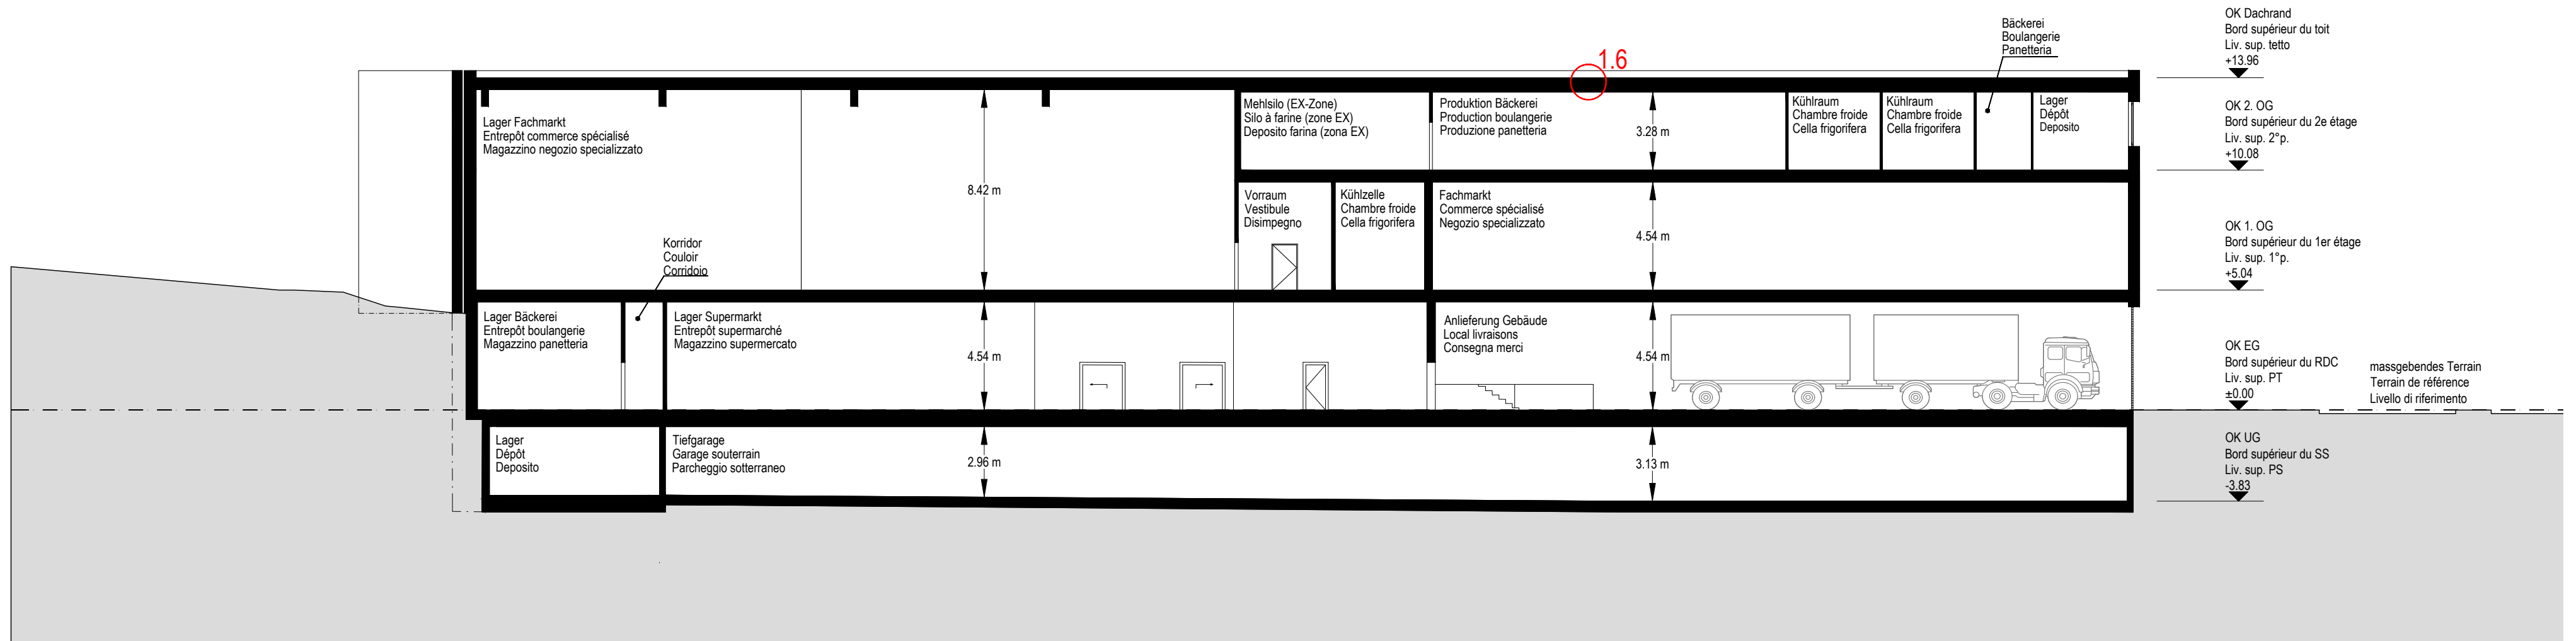 1.6
Bäckerei
Boulangerie
Panetteria
OK Dachrand
Bord supérieur du toit
Liv. sup. tetto
+13.96
Lager Fachmarkt
Entrepôt commerce spécialisé
Magazzino negozio specializzato
8.42 m
Mehlsilo (EX-Zone)
Silo à farine (zone EX)
Deposito farina (zona EX)
Produktion Bäckerei
Production boulangerie
Produzione panetteria
3.28 m
Kühlraum
Chambre froide
Cella frigorifera
Kühlraum
Chambre froide
Cella frigorifera
Lager
Dépôt
Deposito
OK 2. OG
Bord supérieur du 2e étage
Liv. sup. 2°p.
+10.08
Korridor
Couloir
Corridoio
Vorraum
Vestibule
Disimpegno
Kühlzelle
Chambre froide
Cella frigorifera
Fachmarkt
Commerce spécialisé
Negozio specializzato
4.54 m
OK 1. OG
Bord supérieur du 1er étage
Liv. sup. 1°p.
+5.04
Lager Bäckerei
Entrepôt boulangerie
Magazzino panetteria
Lager Supermarkt
Entrepôt supermarché
Magazzino supermercato
4.54 m
Anlieferung Gebäude
Local livraisons
Consegna merci
4.54 m
OK EG
Bord supérieur du RDC
Liv. sup. PT
±0.00
massgebendes Terrain
Terrain de référence
Livello di riferimento
Lager
Dépôt
Deposito
Tiefgarage
Garage souterrain
Parcheggio sotterraneo
2.96 m
3.13 m
OK UG
Bord supérieur du SS
Liv. sup. PS
-3.83